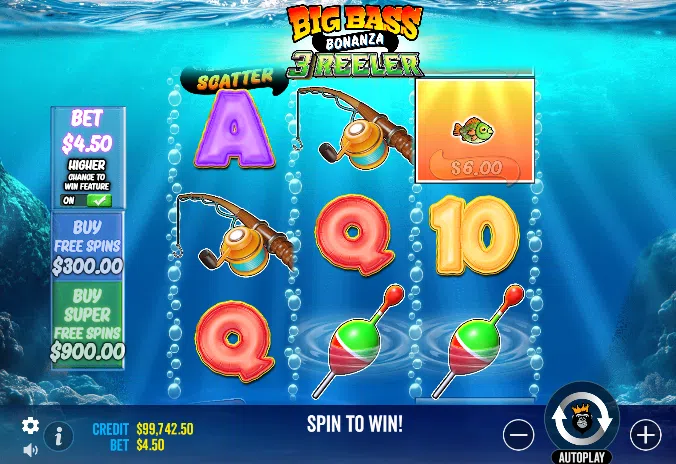 BIG BASS
BONANZA
3 REELER
SCATTER
A
$6.00
BET
$4.50
HIGHER
CHANCE TO
WIN FEATURE
ON
BUY
FREE SPINS
$300.00
BUY
SUPER
FREE SPINS
$900.00
Q
10
Q
CREDIT $99,742.50
BET $4.50
SPIN TO WIN!
AUTOPLAY